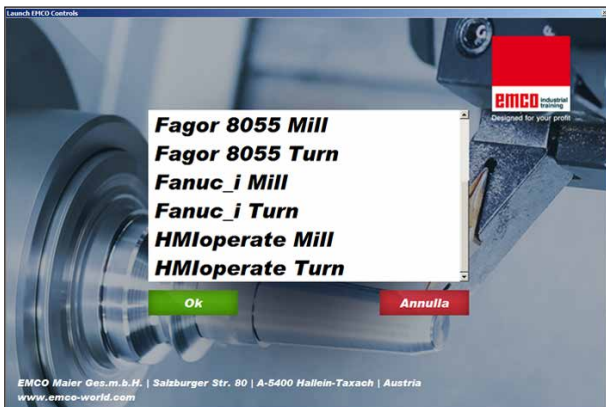 Launch EMCO Controls
emco industrial
training
Designed for your profit
Fagor 8055 Mill
Fagor 8055 Turn
Fanuc_i Mill
Fanuc_i Turn
HMIoperate Mill
HMIoperate Turn
Ok
Annulla
EMCO Maier Ges.m.b.H. | Salzburger Str. 80 | A-5400 Hallein-Taxach | Austria
www.emco-world.com